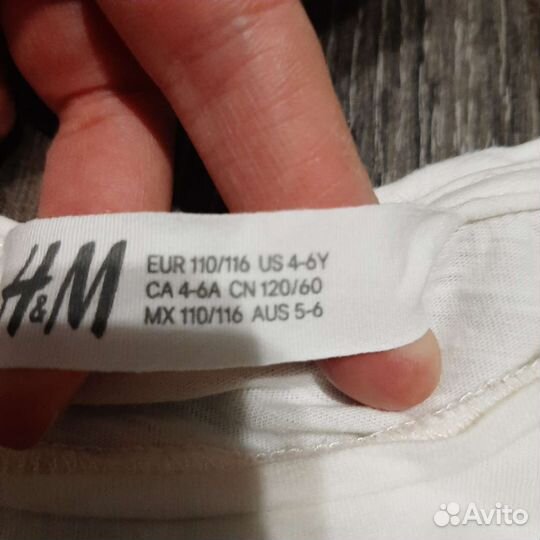 H&M
EUR 110/116 US 4-6Y
CA 4-6A CN 120/60
MX 110/116 AUS 5-6
Avito